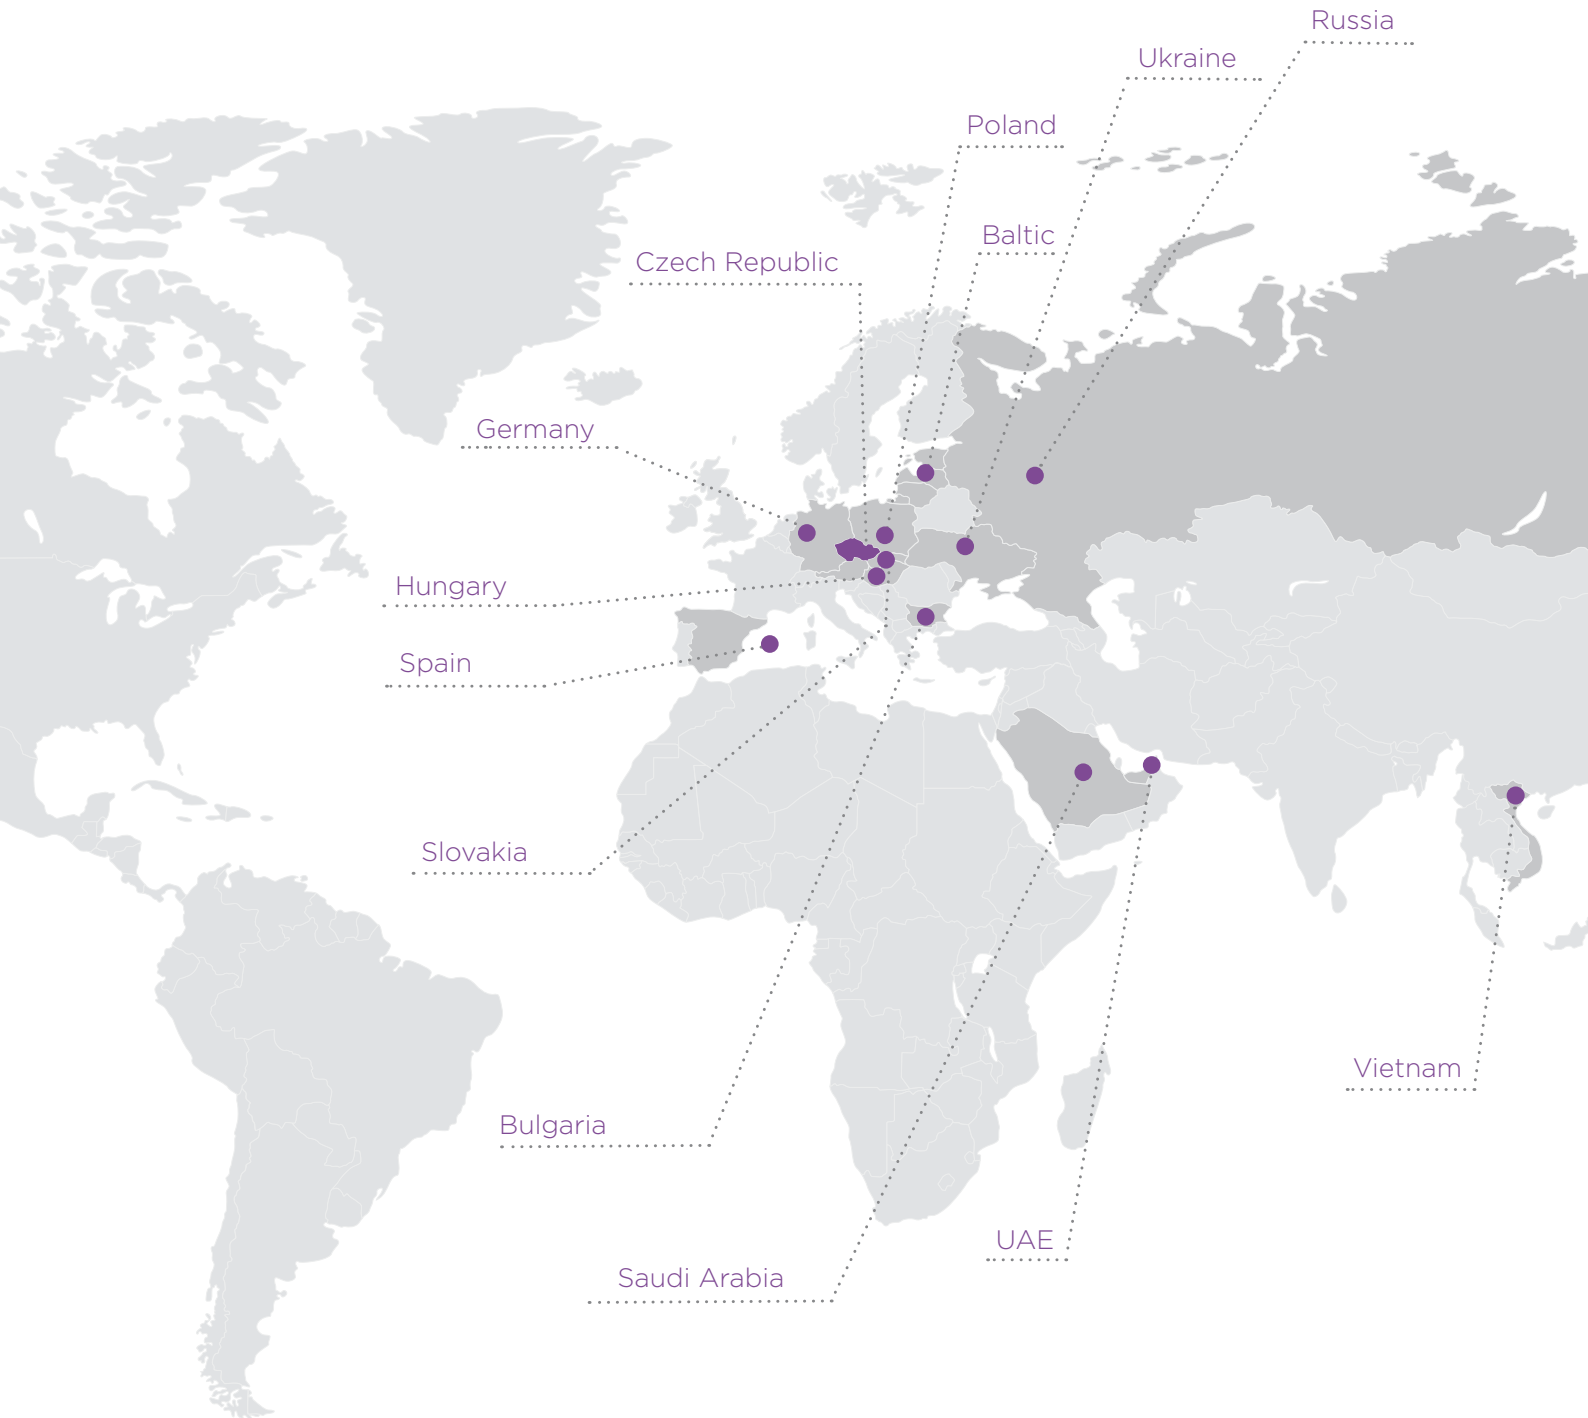 Russia
Ukraine
Poland
Baltic
Czech Republic
Germany
Hungary
Spain
Slovakia
Vietnam
Bulgaria
UAE
Saudi Arabia